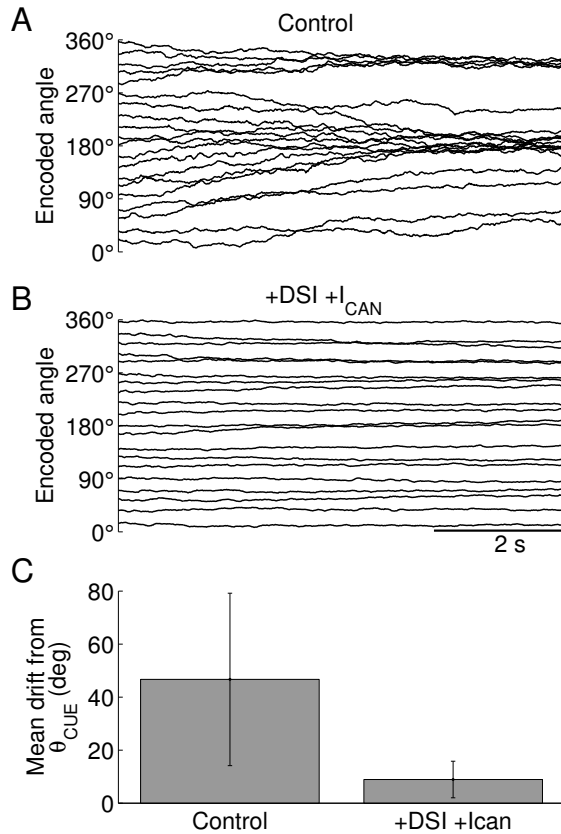 A
Control
360°
270°
180°
90°
0°
Encoded angle
B
+DSI +I_CAN
360°
270°
180°
90°
0°
Encoded angle
2 s
C
80
60
40
20
0
Mean drift from
θ_CUE (deg)
Control
+DSI +Ican